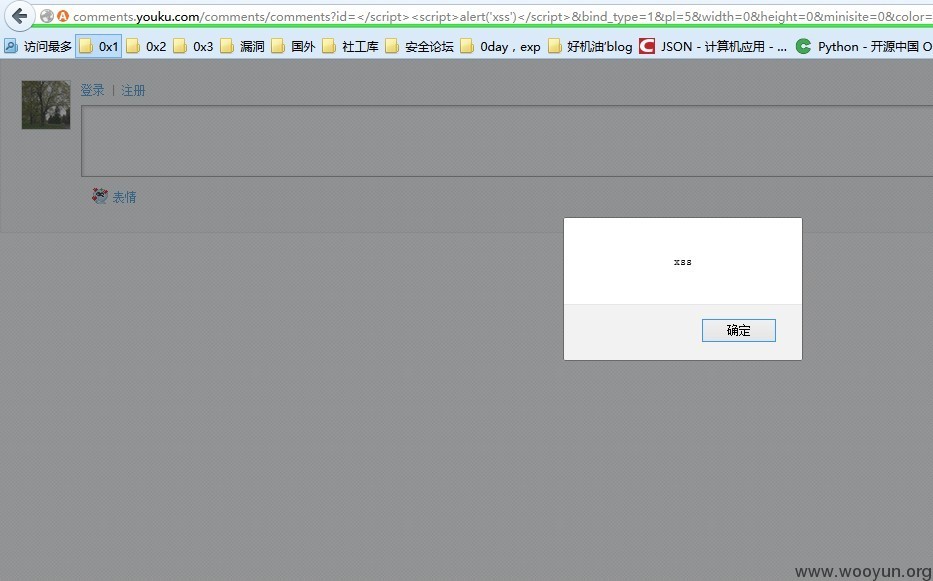 comments.youku.com/comments/comments?id=</script><script>alert('xss')</script>&bind_type=1&pl=5&width=0&height=0&minisite=0&color=
访问最多 0x1 0x2 0x3 漏洞 国外 社工库 安全论坛 0day，exp 好机油'blog JSON - 计算机应用 - ... Python - 开源中国 O
登录 | 注册
表情
xss
确定
www.wooyun.org